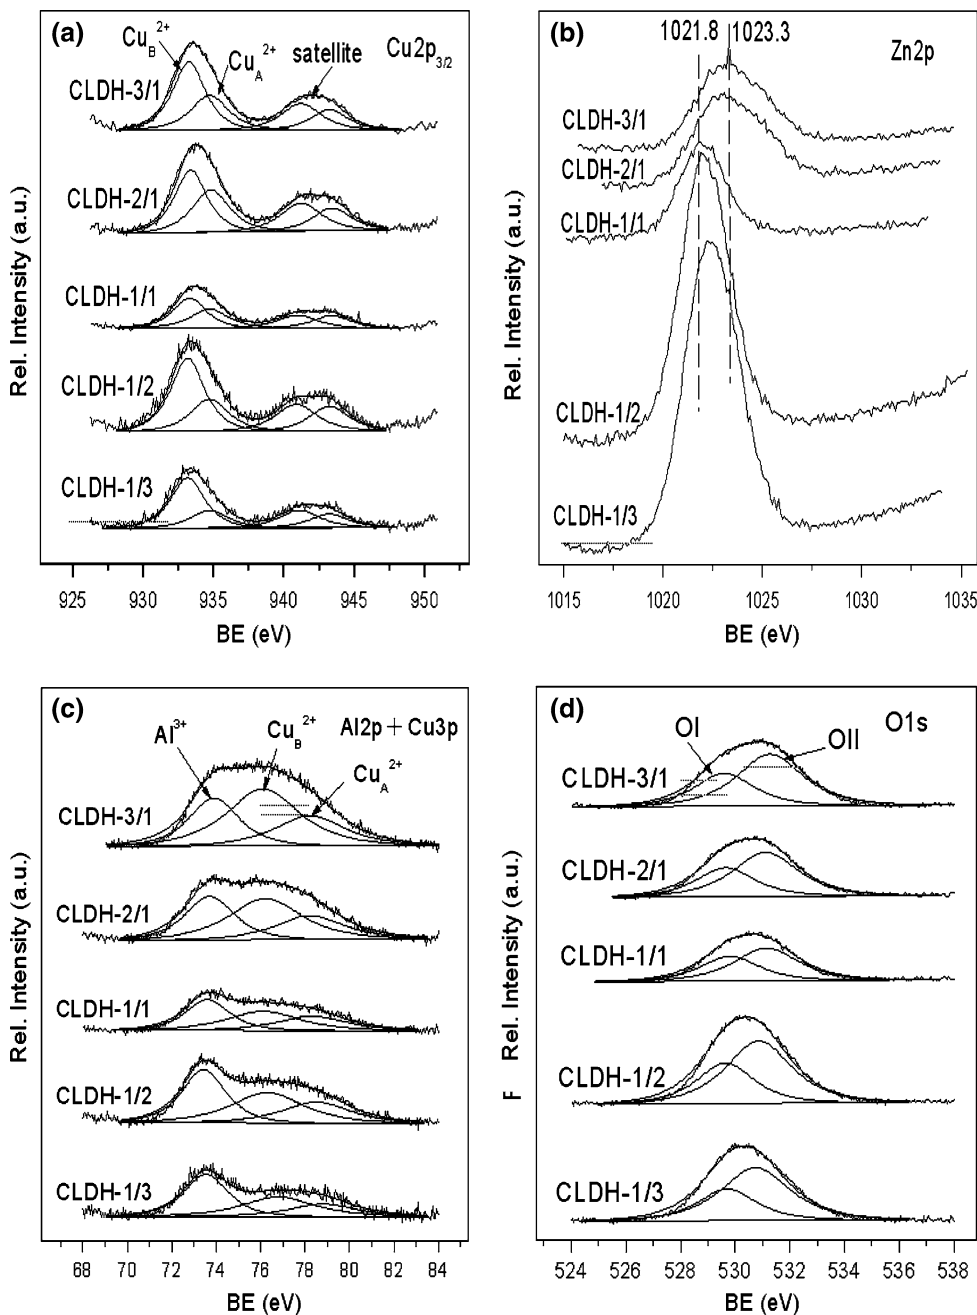 (a)
Cu_B^2+
Cu_A^2+
satellite
Cu2p_3/2
CLDH-3/1
CLDH-2/1
CLDH-1/1
CLDH-1/2
CLDH-1/3
Rel. Intensity (a.u.)
925 930 935 940 945 950
BE (eV)
(b)
1021.8 1023.3
Zn2p
CLDH-3/1
CLDH-2/1
CLDH-1/1
CLDH-1/2
CLDH-1/3
Rel. Intensity (a.u.)
1015 1020 1025 1030 1035
BE (eV)
(c)
Al^3+
Cu_B^2+
Al2p + Cu3p
Cu_A^2+
CLDH-3/1
CLDH-2/1
CLDH-1/1
CLDH-1/2
CLDH-1/3
Rel. Intensity (a.u.)
68 70 72 74 76 78 80 82 84
BE (eV)
(d)
O1s
OI
OII
CLDH-3/1
CLDH-2/1
CLDH-1/1
CLDH-1/2
CLDH-1/3
F Rel. Intensity (a.u.)
524 526 528 530 532 534 536 538
BE (eV)